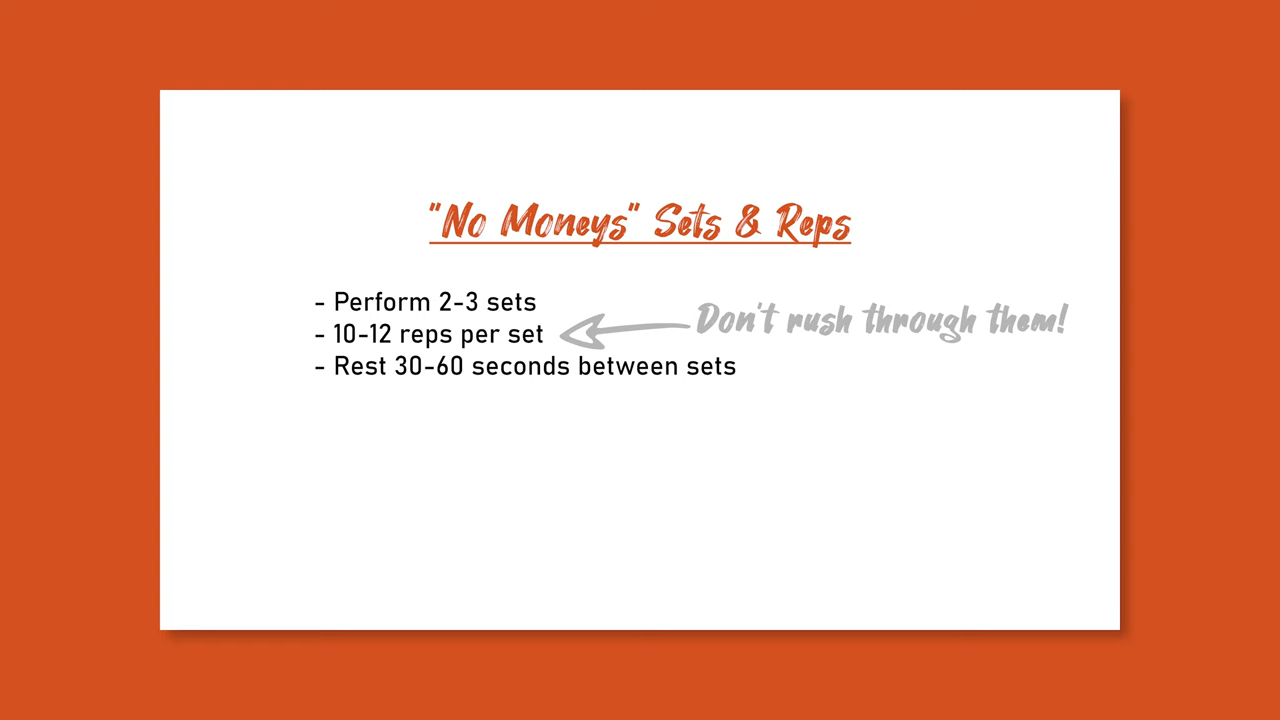 "No Moneys" Sets & Reps
- Perform 2-3 sets
- 10-12 reps per set
Don't rush through them!
- Rest 30-60 seconds between sets